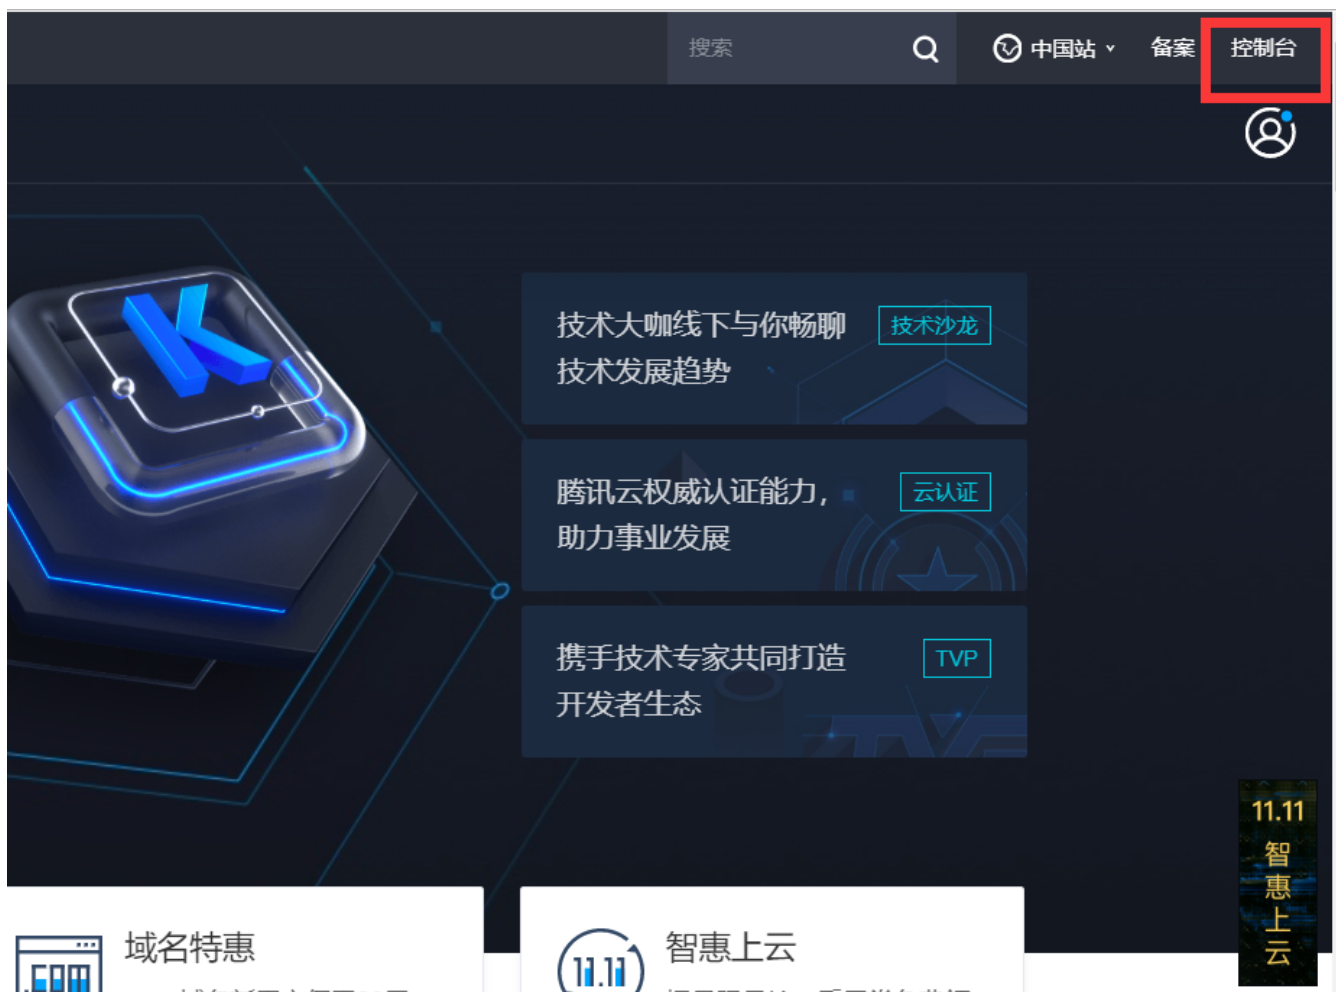 搜索
中国站
备案
控制台
技术大咖线下与你畅聊
技术发展趋势
技术沙龙
腾讯云权威认证能力，
助力事业发展
云认证
携手技术专家共同打造
开发者生态
TVP
11.11
智
惠
上
云
域名特惠
智惠上云
11.11